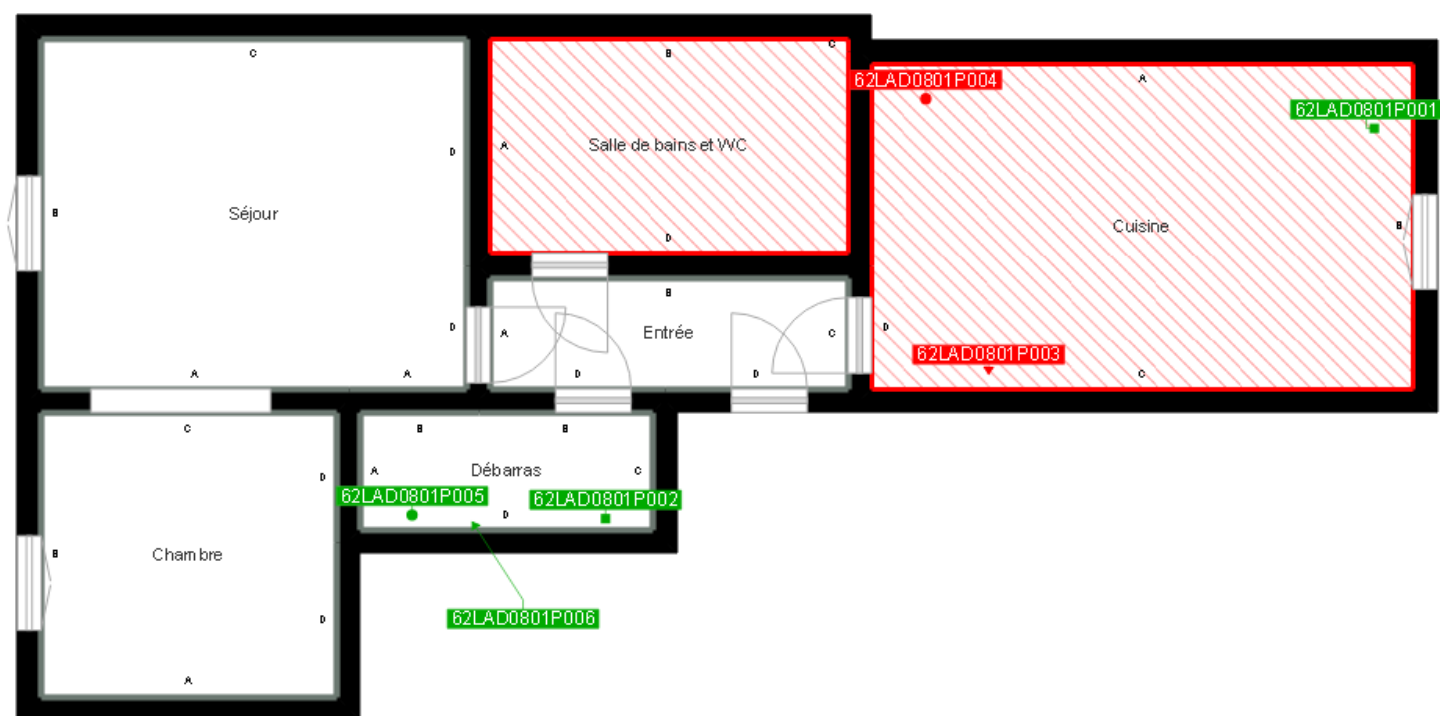 C
B
C
62LAD0801P004
A
62LAD0801P001
D
A
Salle de bains et WC
B
Séjour
Cuisine
B
D
B
D
A
Entrée
C
D
62LAD0801P003
A
A
D
D
C
C
B
B
D
A
Débarras
C
62LAD0801P005
62LAD0801P002
D
B
Chambre
62LAD0801P006
D
A